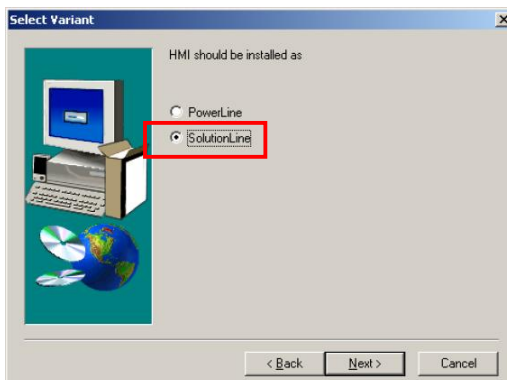 Select Variant
HMI should be installed as
PowerLine
SolutionLine
< Back
Next >
Cancel